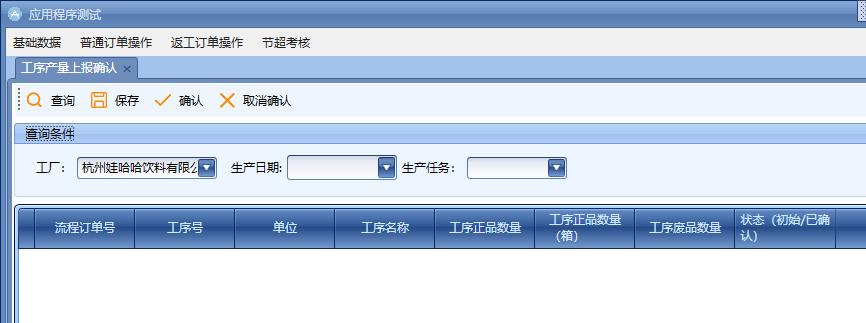 应用程序测试
基础数据 普通订单操作 返工订单操作 节超考核
工序产量上报确认
查询 保存 确认 取消确认
查询条件
工厂： 杭州娃哈哈饮料有限公 生产日期: 生产任务：
流程订单号 工序号 单位 工序名称 工序正品数量 工序正品数量（箱） 工序废品数量 状态（初始/已确认）